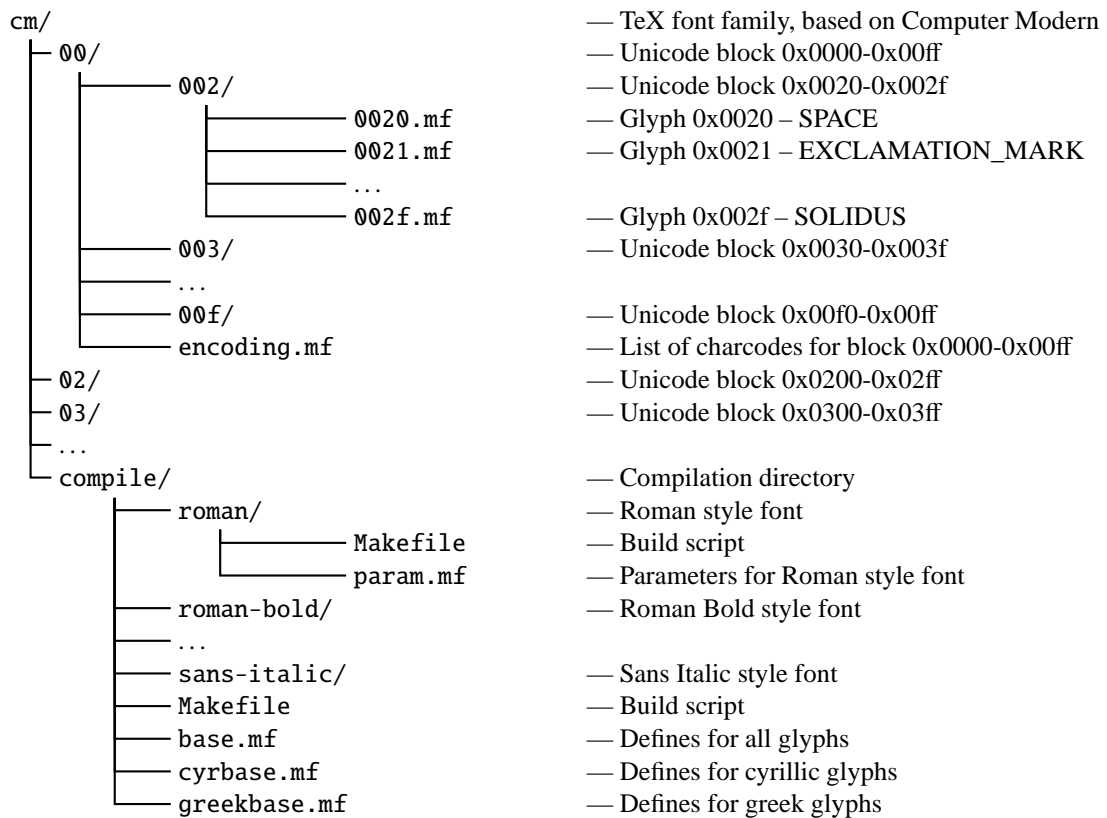 cm/ — TeX font family, based on Computer Modern
00/ — Unicode block 0x0000-0x00ff
002/ — Unicode block 0x0020-0x002f
0020.mf — Glyph 0x0020 – SPACE
0021.mf — Glyph 0x0021 – EXCLAMATION_MARK
...
002f.mf — Glyph 0x002f – SOLIDUS
003/ — Unicode block 0x0030-0x003f
...
00f/ — Unicode block 0x00f0-0x00ff
encoding.mf — List of charcodes for block 0x0000-0x00ff
02/ — Unicode block 0x0200-0x02ff
03/ — Unicode block 0x0300-0x03ff
...
compile/ — Compilation directory
roman/ — Roman style font
Makefile — Build script
param.mf — Parameters for Roman style font
roman-bold/ — Roman Bold style font
...
sans-italic/ — Sans Italic style font
Makefile — Build script
base.mf — Defines for all glyphs
cyrbase.mf — Defines for cyrillic glyphs
greekbase.mf — Defines for greek glyphs